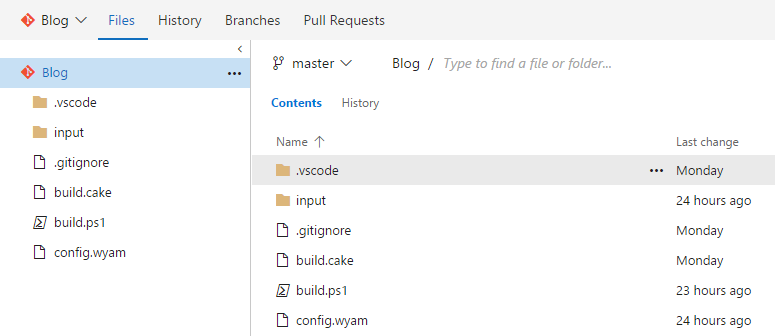 Blog Files History Branches Pull Requests
Blog ...
.vscode
input
.gitignore
build.cake
build.ps1
config.wyam
master Blog / Type to find a file or folder...
Contents History
Name Last change
.vscode ... Monday
input 24 hours ago
.gitignore Monday
build.cake Monday
build.ps1 23 hours ago
config.wyam 24 hours ago